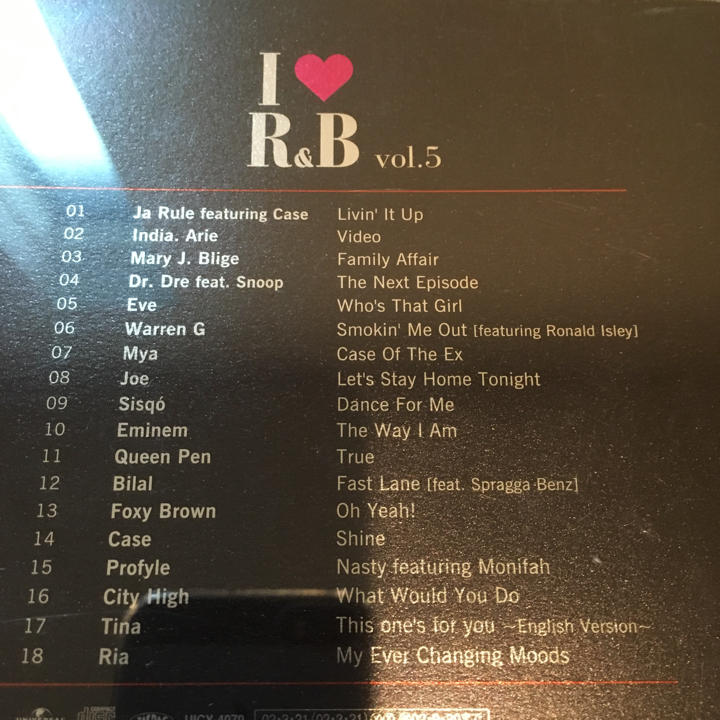 I ♥
R&B vol.5
01 Ja Rule featuring Case Livin' It Up
02 India. Arie Video
03 Mary J. Blige Family Affair
04 Dr. Dre feat. Snoop The Next Episode
05 Eve Who's That Girl
06 Warren G Smokin' Me Out [featuring Ronald Isley]
07 Mya Case Of The Ex
08 Joe Let's Stay Home Tonight
09 Sisqó Dance For Me
10 Eminem The Way I Am
11 Queen Pen True
12 Bilal Fast Lane [feat. Spragga Benz]
13 Foxy Brown Oh Yeah!
14 Case Shine
15 Profyle Nasty featuring Monifah
16 City High What Would You Do
17 Tina This one's for you ~English Version~
18 Ria My Ever Changing Moods